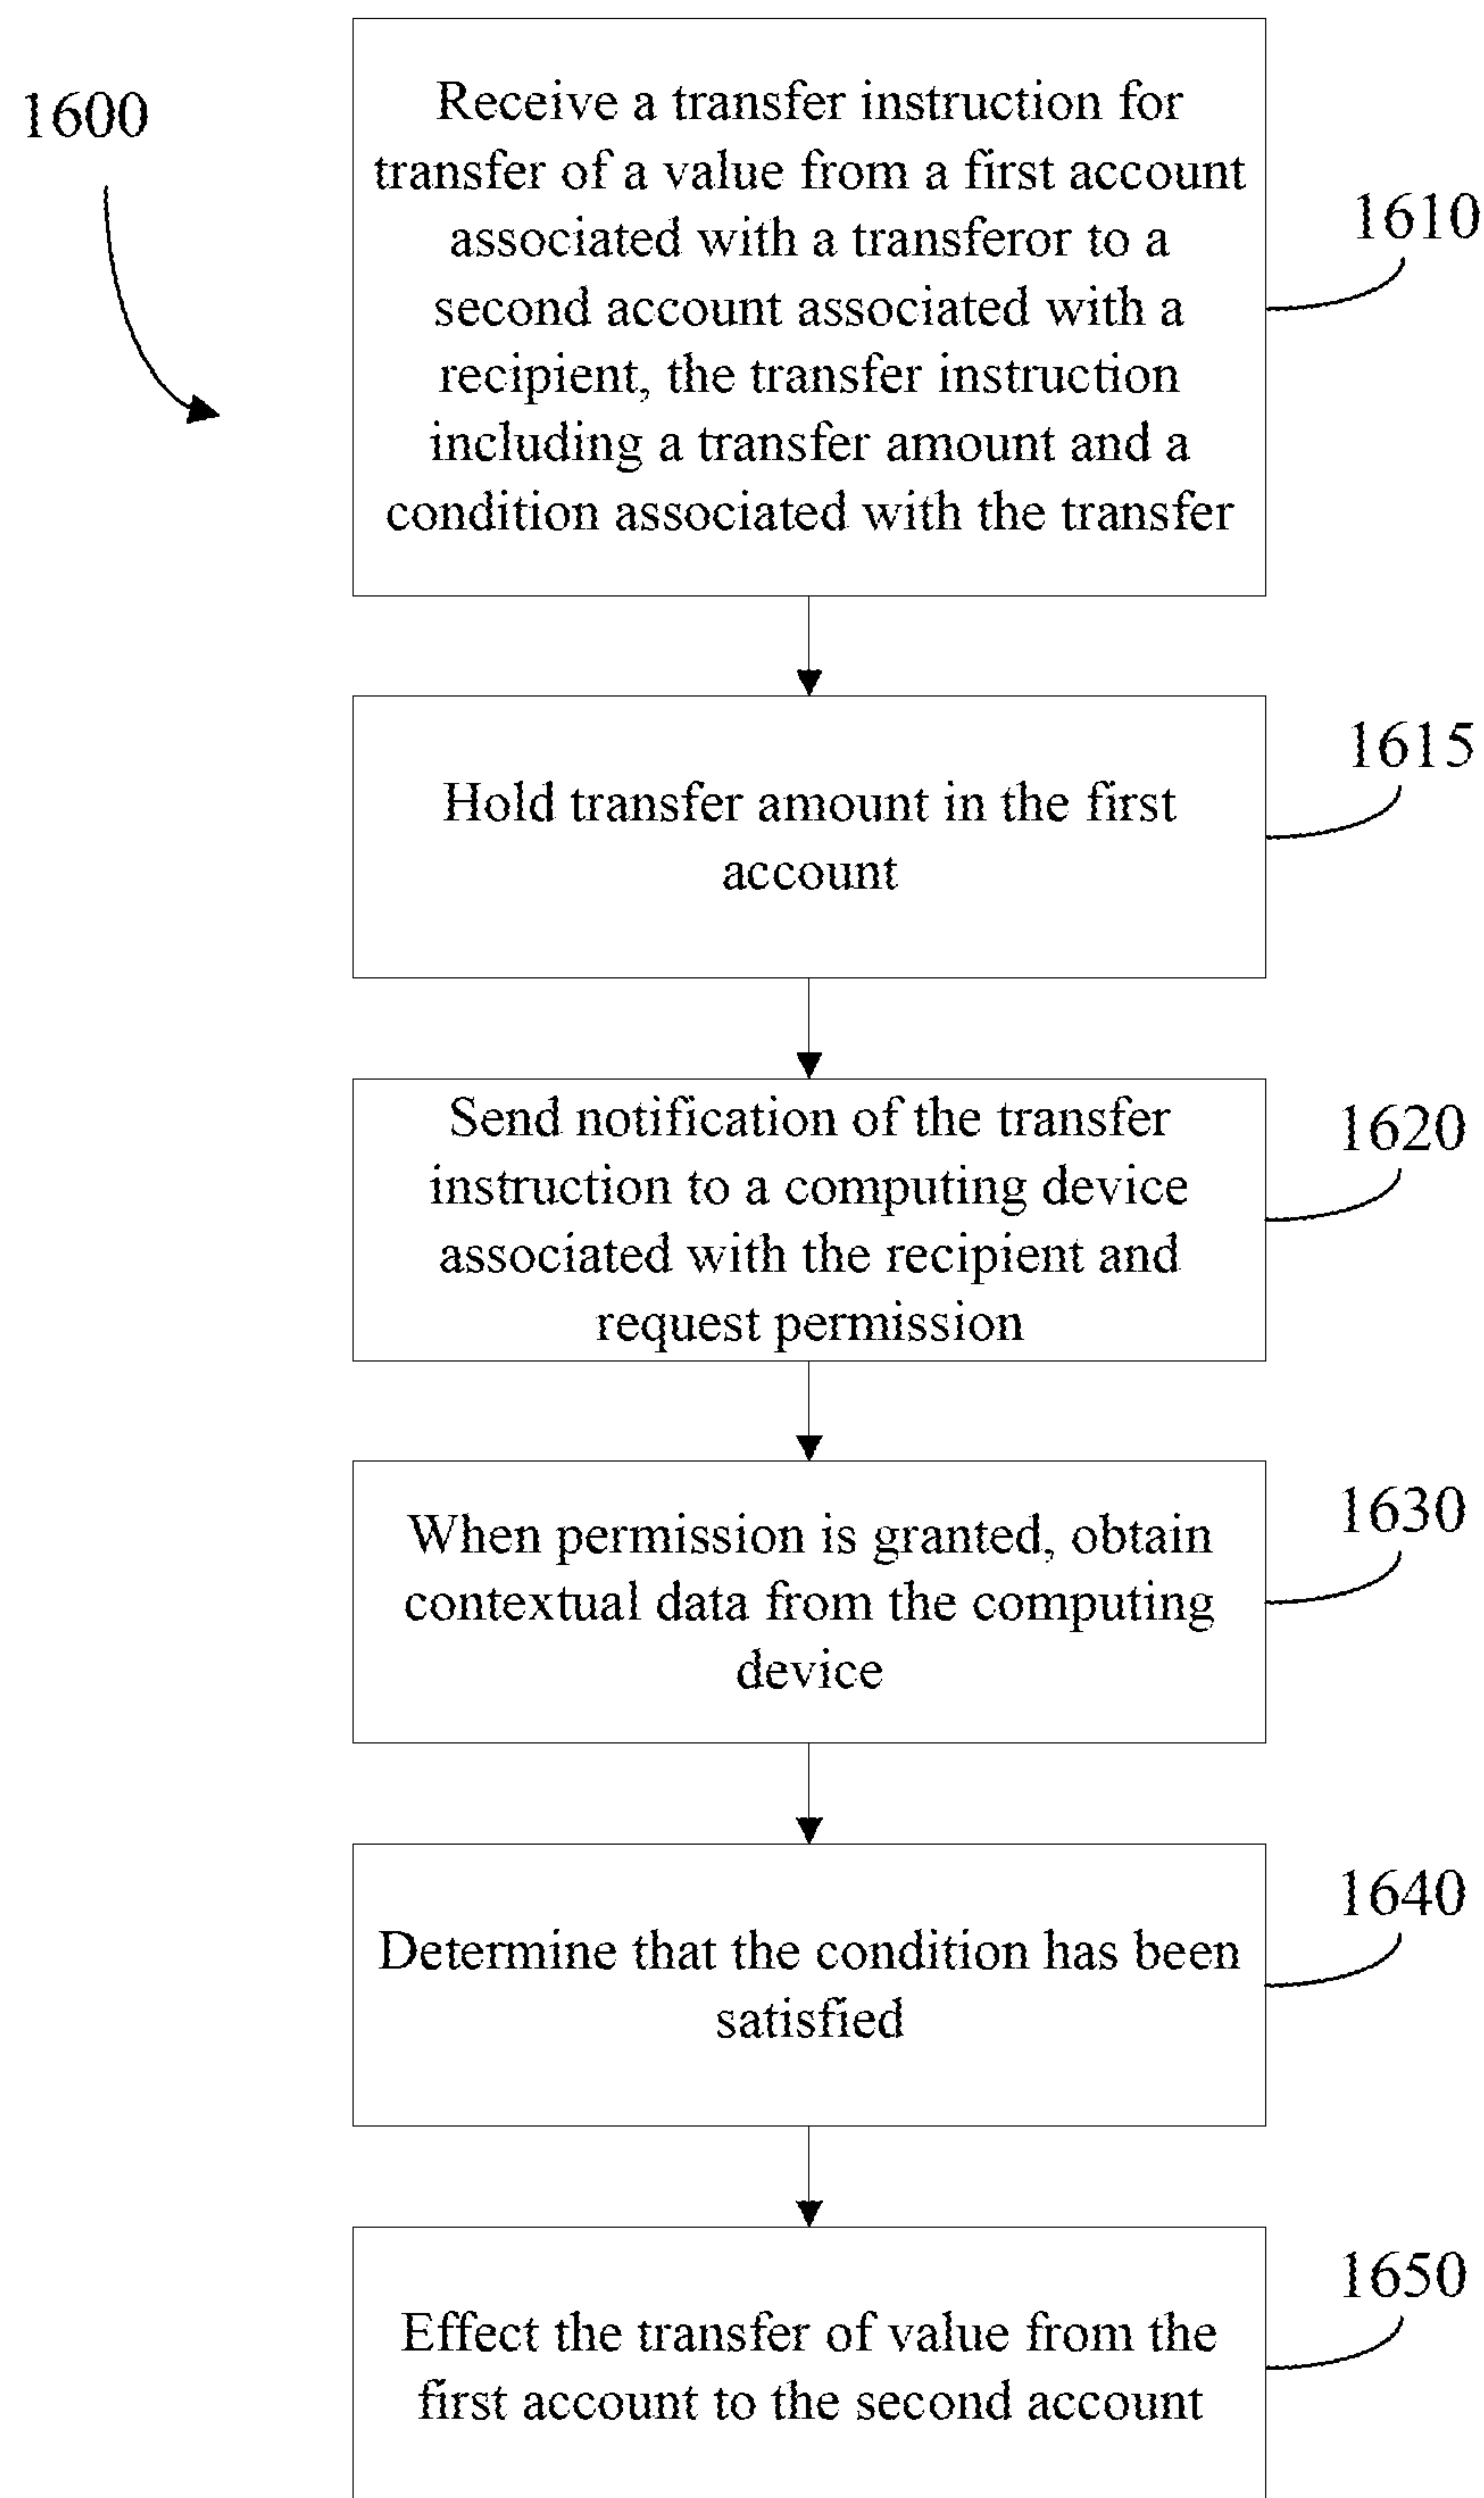 1600
Receive a transfer instruction for
transfer of a value from a first account
associated with a transferor to a
second account associated with a
recipient, the transfer instruction
including a transfer amount and a
condition associated with the transfer
1610
Hold transfer amount in the first
account
1615
Send notification of the transfer
instruction to a computing device
associated with the recipient and
request permission
1620
When permission is granted, obtain
contextual data from the computing
device
1630
Determine that the condition has been
satisfied
1640
Effect the transfer of value from the
first account to the second account
1650